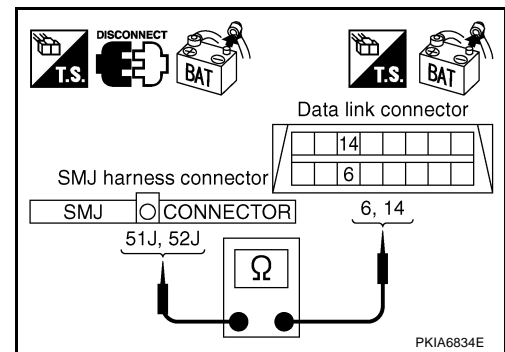 DISCONNECT
T.S.
BAT
T.S.
BAT
Data link connector
14
6
SMJ harness connector
SMJ CONNECTOR
6, 14
51J, 52J
Ω
PKIA6834E